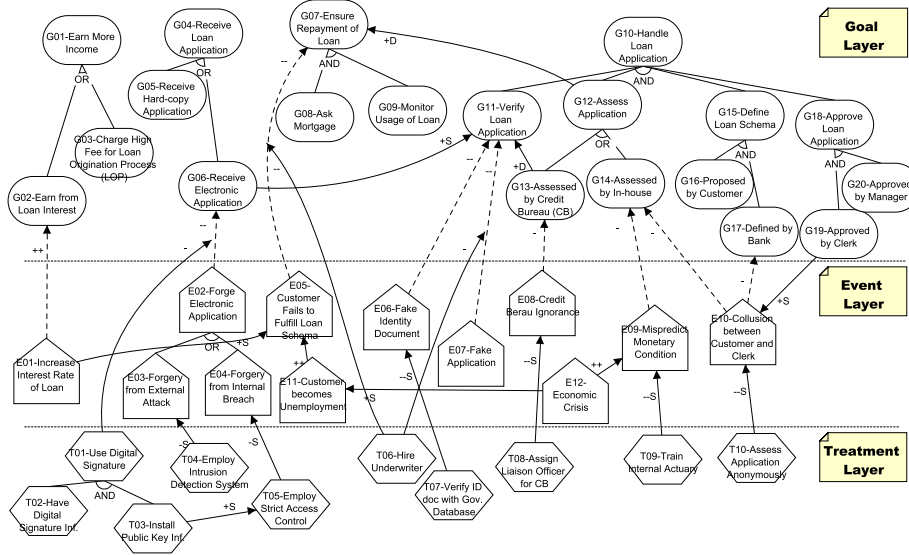 G01-Earn More
Income
G04-Receive
Loan
Application
G07-Ensure
Repayment of
Loan
G10-Handle
Loan
Application
Goal
Layer
+D
OR
OR
AND
AND
--
G05-Receive
Hard-copy
Application
G08-Ask
Mortgage
G09-Monitor
Usage of Loan
G11-Verify
Loan
Application
G12-Assess
Application
G15-Define
Loan Schema
G18-Approve
Loan
Application
G03-Charge High
Fee for Loan
Origination Process
(LOP)
+S
OR
AND
AND
--
--
--
+D
G02-Earn from
Loan Interest
G06-Receive
Electronic
Application
G13-Assessed
by Credit
Bureau (CB)
G14-Assessed
by In-house
G16-Proposed
by Customer
G20-Approved
by Manager
G17-Defined by
Bank
G19-Approved
by Clerk
++
--
-
-
-
-
-
-
Event
Layer
E02-Forge
Electronic
Application
E05-
Customer
Fails to
Fulfill Loan
Schema
E06-Fake
Identity
Document
E08-Credit
Berau Ignorance
+S
E07-Fake
Application
E09-Mispredict
Monetary
Condition
E10-Collusion
between
Customer and
Clerk
OR
+S
E01-Increase
Interest Rate
of Loan
E03-Forgery
from External
Attack
E04-Forgery
from Internal
Breach
++
E11-Customer
becomes
Unemployment
+S
--S
--S
E12-
Economic
Crisis
++
--S
--S
-S
-S
T01-Use Digital
Signature
T04-Employ
Intrusion
Detection System
T06-Hire
Underwriter
T08-Assign
Liaison Officer
for CB
T09-Train
Internal Actuary
T10-Assess
Application
Anonymously
Treatment
Layer
AND
T02-Have
Digital
Signature Inf.
T03-Install
Public Key Inf.
+S
T05-Employ
Strict Access
Control
T07-Verify ID
doc with Gov.
Database